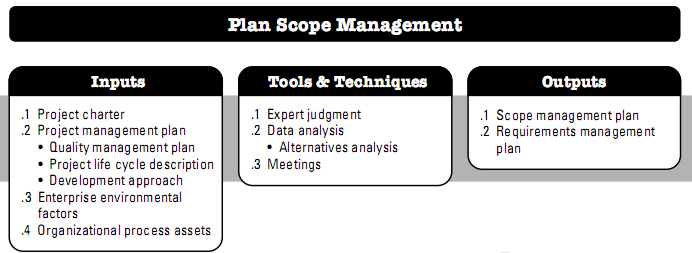 Plan Scope Management
Inputs
.1 Project charter
.2 Project management plan
• Quality management plan
• Project life cycle description
• Development approach
.3 Enterprise environmental
factors
.4 Organizational process assets
Tools & Techniques
.1 Expert judgment
.2 Data analysis
• Alternatives analysis
.3 Meetings
Outputs
.1 Scope management plan
.2 Requirements management
plan